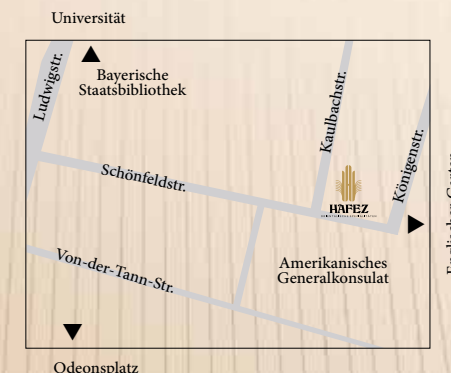 Universität
Ludwigstr.
Bayerische
Staatsbibliothek
Kaulbachstr.
Königenstr.
Schönfeldstr.
HAFEZ
Von-der-Tann-Str.
Amerikanisches
Generalkonsulat
Odeonsplatz